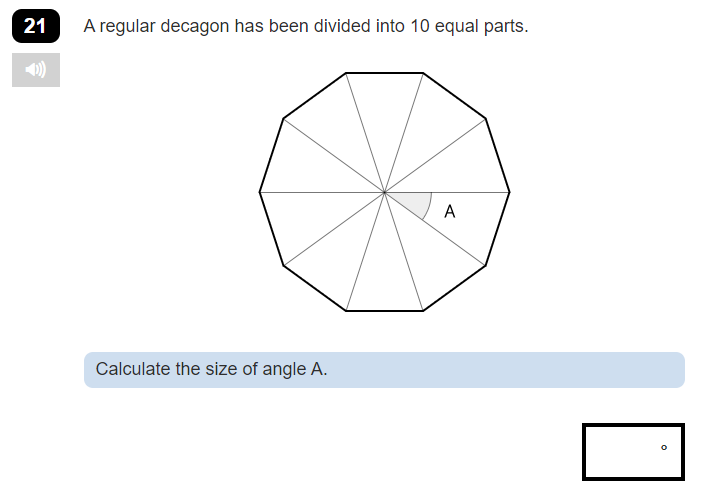 21
A regular decagon has been divided into 10 equal parts.
A
Calculate the size of angle A.
°